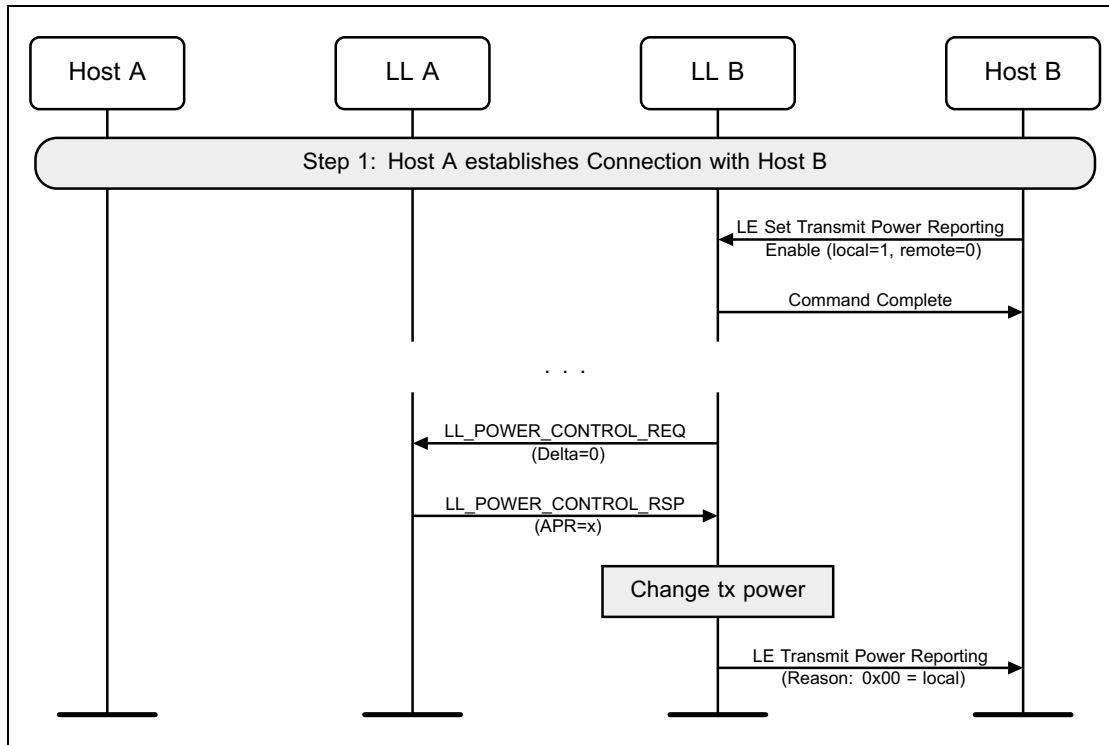 Host A
LL A
LL B
Host B
Step 1: Host A establishes Connection with Host B
LE Set Transmit Power Reporting
Enable (local=1, remote=0)
Command Complete
. . .
LL_POWER_CONTROL_REQ
(Delta=0)
LL_POWER_CONTROL_RSP
(APR=x)
Change tx power
LE Transmit Power Reporting
(Reason: 0x00 = local)